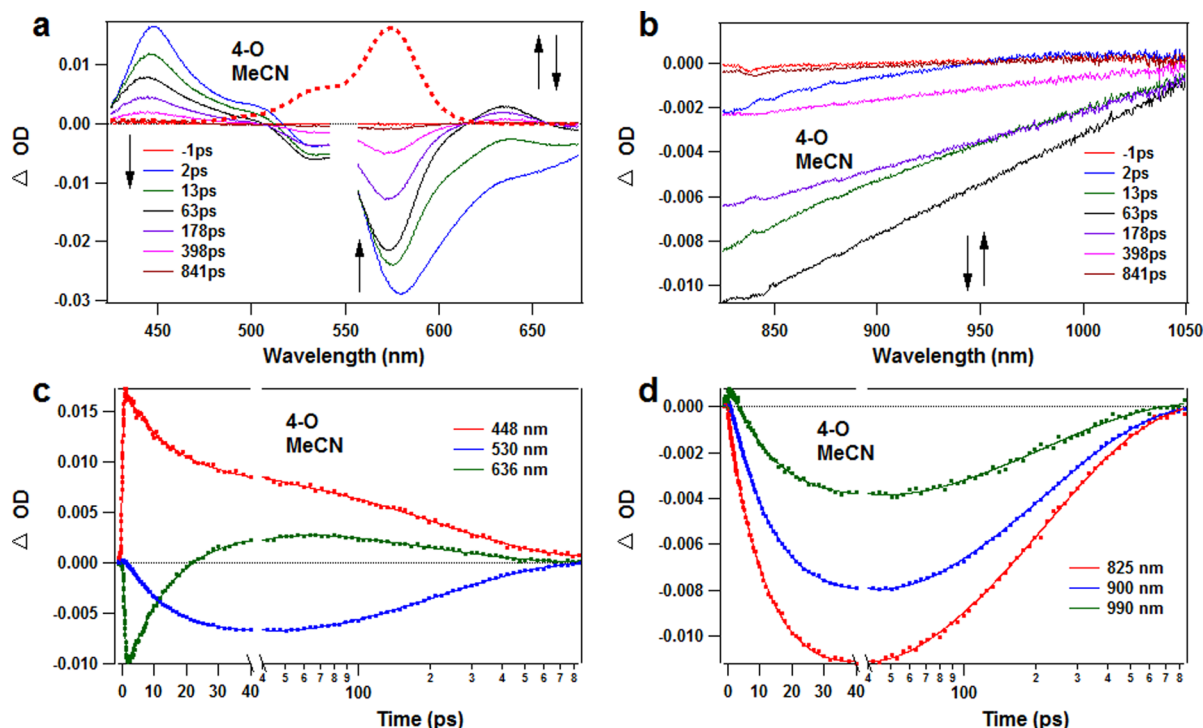 a
4-O
MeCN
0.01
0.00
-0.01
-0.02
-0.03
Δ OD
-1ps
2ps
13ps
63ps
178ps
398ps
841ps
450
500
550
600
650
Wavelength (nm)
b
0.000
-0.002
-0.004
-0.006
-0.008
-0.010
Δ OD
4-O
MeCN
-1ps
2ps
13ps
63ps
178ps
398ps
841ps
850
900
950
1000
1050
Wavelength (nm)
c
0.015
0.010
0.005
0.000
-0.005
-0.010
Δ OD
4-O
MeCN
448 nm
530 nm
636 nm
0 10 20 30 40 4 5 6 7 8 9 100 2 3 4 5 6 7 8
Time (ps)
d
0.000
-0.002
-0.004
-0.006
-0.008
-0.010
Δ OD
4-O
MeCN
825 nm
900 nm
990 nm
0 10 20 30 40 4 5 6 7 8 9 100 2 3 4 5 6 7 8
Time (ps)